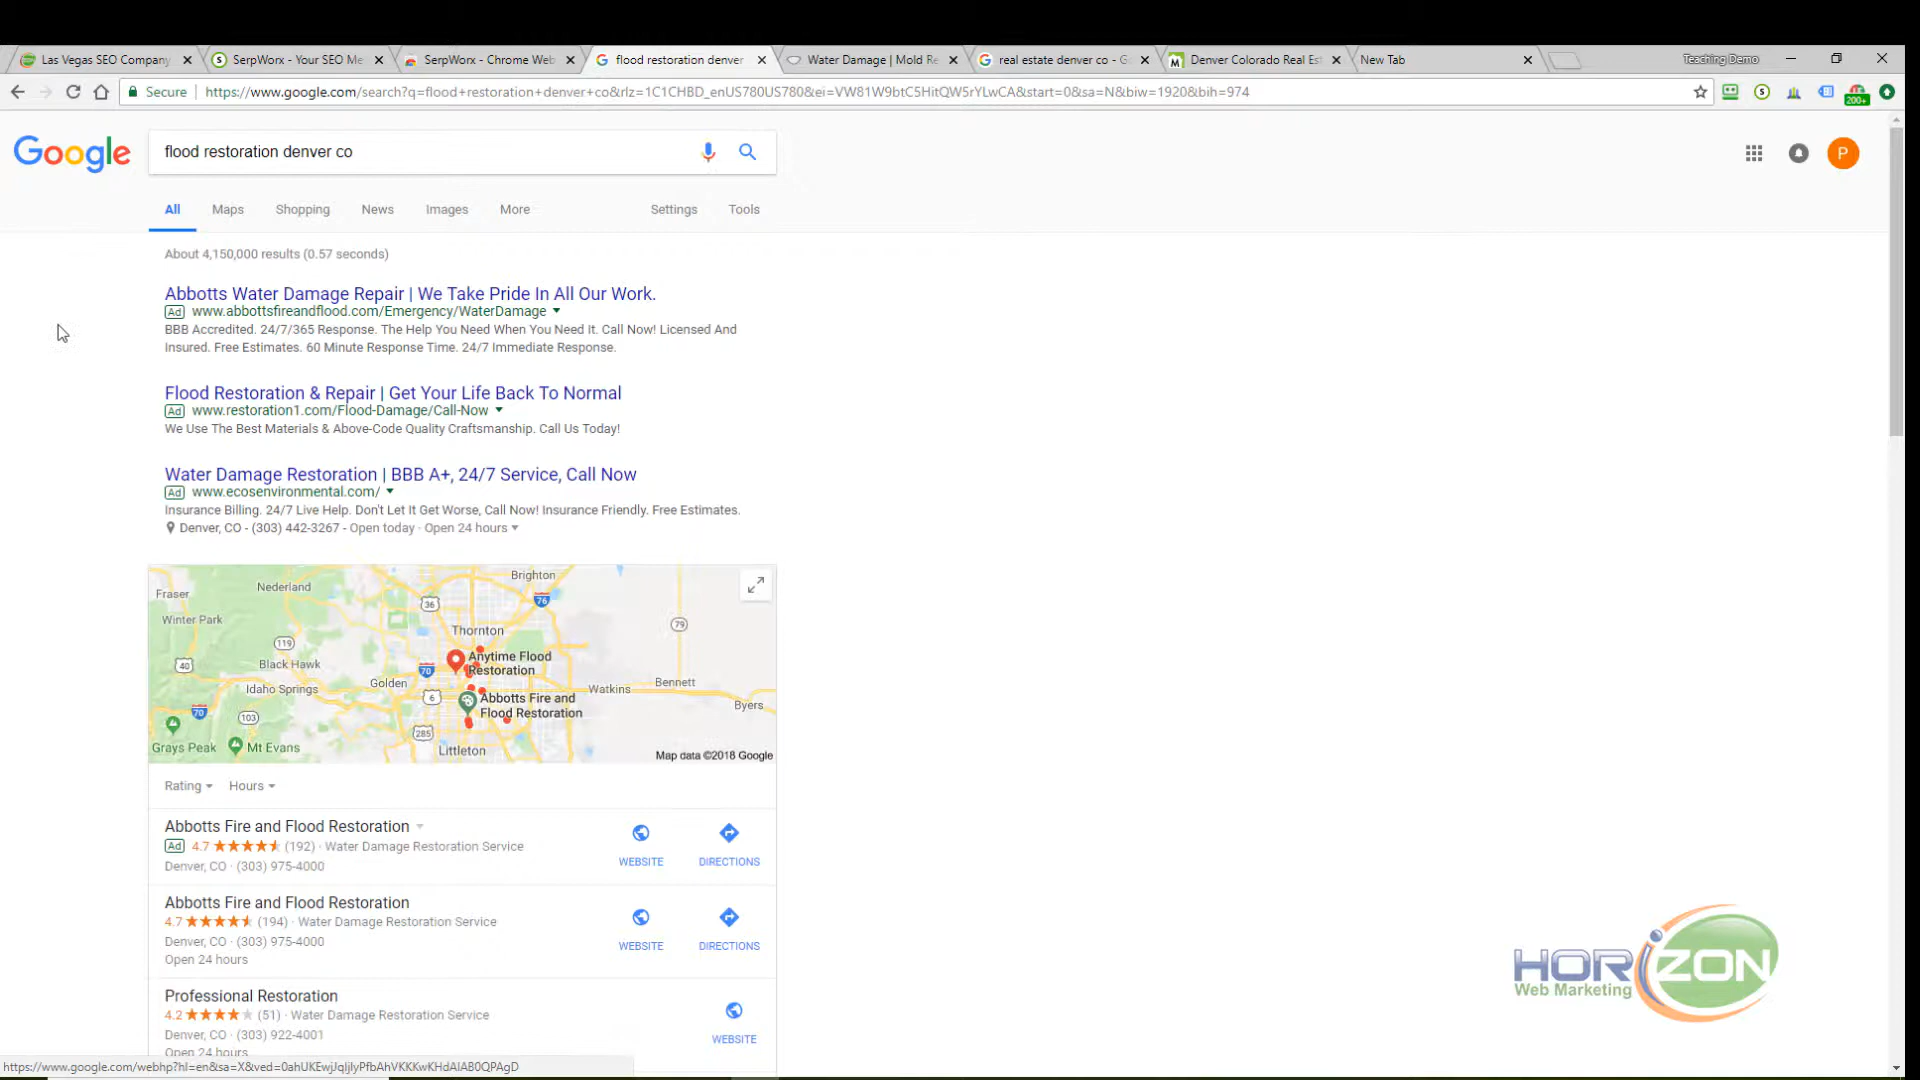 Las Vegas SEO Company
SerpWorx - Your SEO Me
SerpWorx - Chrome Web
flood restoration denver
Water Damage | Mold Re
real estate denver co - G
Denver Colorado Real Est
New Tab
Teaching Demo
Secure https://www.google.com/search?q=flood+restoration+denver+co&rlz=1C1CHBD_enUS780US780&ei=VW81W9btC5HitQW5rYLwCA&start=0&sa=N&biw=1920&bih=974
200+
Google
flood restoration denver co
P
All Maps Shopping News Images More Settings Tools
About 4,150,000 results (0.57 seconds)
Abbotts Water Damage Repair | We Take Pride In All Our Work.
Ad www.abbottsfireandflood.com/Emergency/WaterDamage
BBB Accredited. 24/7/365 Response. The Help You Need When You Need It. Call Now! Licensed And
Insured. Free Estimates. 60 Minute Response Time. 24/7 Immediate Response.
Flood Restoration & Repair | Get Your Life Back To Normal
Ad www.restoration1.com/Flood-Damage/Call-Now
We Use The Best Materials & Above-Code Quality Craftsmanship. Call Us Today!
Water Damage Restoration | BBB A+, 24/7 Service, Call Now
Ad www.ecosenvironmental.com/
Insurance Billing. 24/7 Live Help. Don't Let It Get Worse, Call Now! Insurance Friendly. Free Estimates.
Denver, CO - (303) 442-3267 - Open today · Open 24 hours
Brighton
Nederland
Fraser
76
36
Winter Park
79
Thornton
119
Anytime Flood
Restoration
40
Black Hawk
70
Golden
Idaho Springs
Watkins
Bennett
6
Abbotts Fire and
Flood Restoration
Byers
70
103
285
Grays Peak
Mt Evans
Littleton
Map data ©2018 Google
Rating Hours
Abbotts Fire and Flood Restoration
Ad 4.7 (192) · Water Damage Restoration Service
Denver, CO · (303) 975-4000
WEBSITE DIRECTIONS
Abbotts Fire and Flood Restoration
4.7 (194) · Water Damage Restoration Service
Denver, CO · (303) 975-4000
Open 24 hours
WEBSITE DIRECTIONS
Professional Restoration
4.2 (51) · Water Damage Restoration Service
Denver, CO · (303) 922-4001
Open 24 hours
WEBSITE
HORIZON
Web Marketing